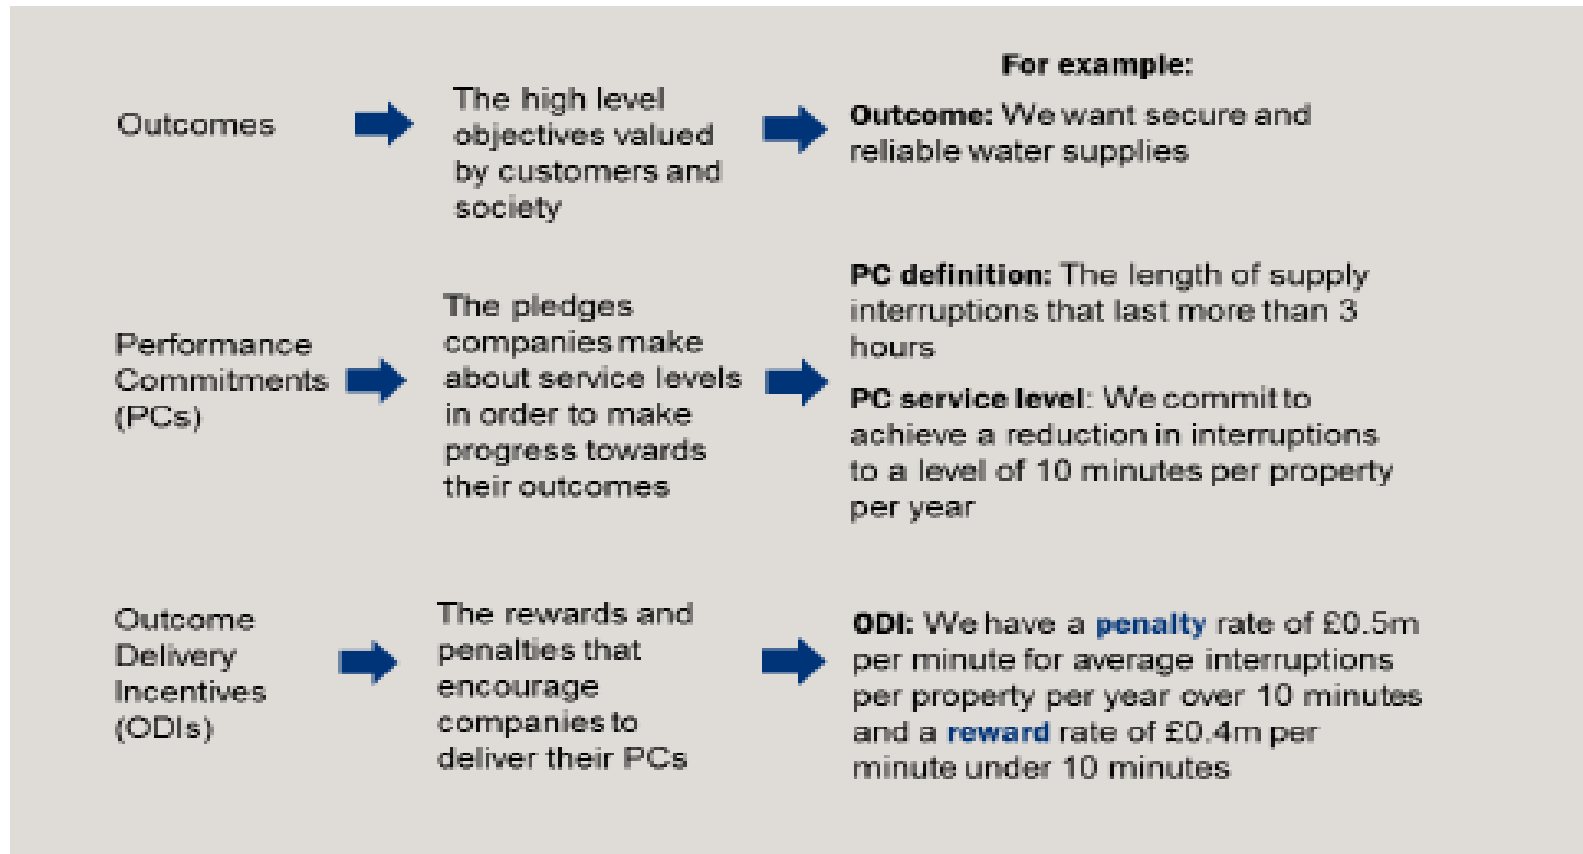 For example:
Outcomes
The high level
objectives valued
by customers and
society
Outcome: We want secure and
reliable water supplies
Performance
Commitments
(PCs)
The pledges
companies make
about service levels
in order to make
progress towards
their outcomes
PC definition: The length of supply
interruptions that last more than 3
hours
PC service level: We commit to
achieve a reduction in interruptions
to a level of 10 minutes per property
per year
Outcome
Delivery
Incentives
(ODIs)
The rewards and
penalties that
encourage
companies to
deliver their PCs
ODI: We have a penalty rate of £0.5m
per minute for average interruptions
per property per year over 10 minutes
and a reward rate of £0.4m per
minute under 10 minutes